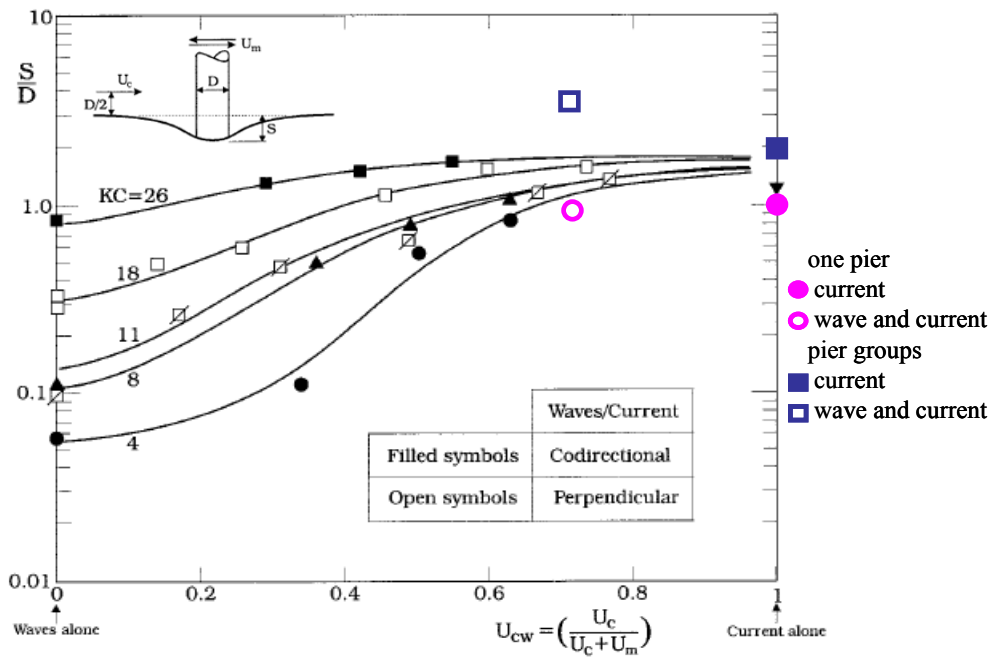 10
S
D
1.0
0.1
0.01
U_m
U_c
D
D/2
S
KC=26
18
11
8
4
Waves/Current
Filled symbols Codirectional
Open symbols Perpendicular
0 0.2 0.4 0.6 0.8 1
Waves alone
U_cw = (U_c / U_c + U_m)
Current alone
one pier
current
wave and current
pier groups
current
wave and current